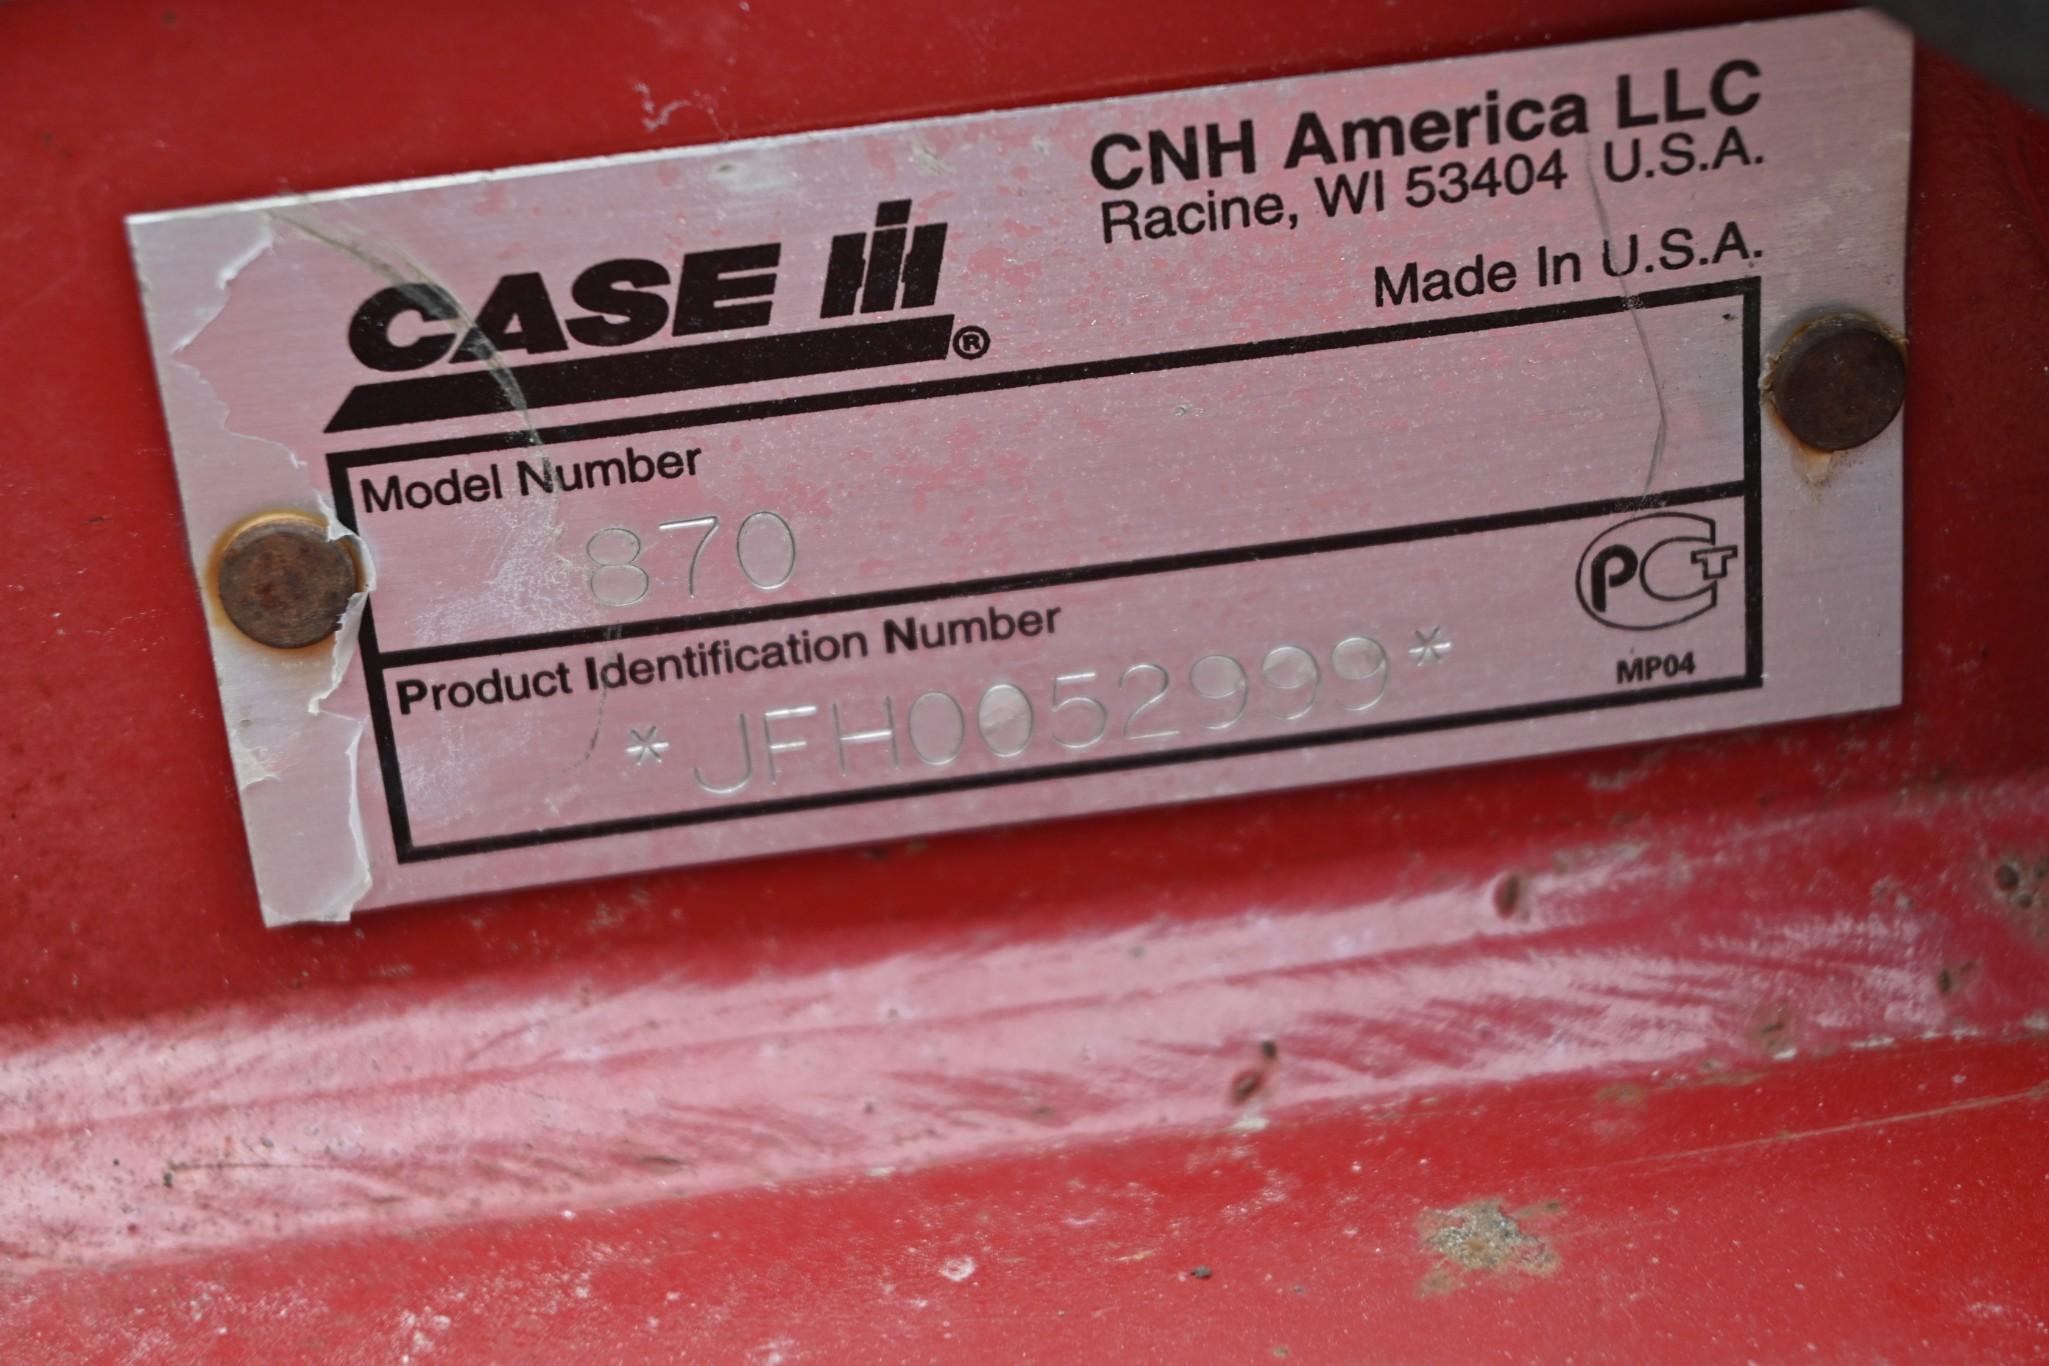 CASE IH®
CNH America LLC
Racine, WI 53404 U.S.A.
Made In U.S.A.
Model Number
870
Product Identification Number
*JFH0052999*
PCT
MP04